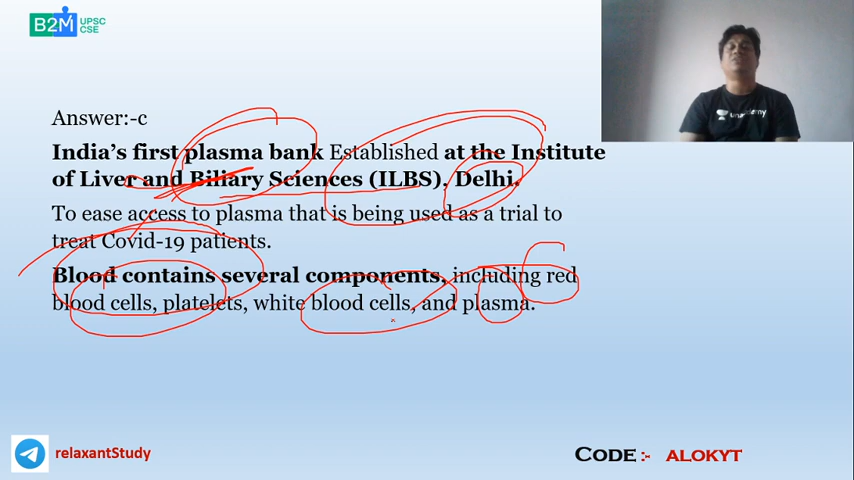 B2M UPSC
CSE
unacademy
Answer:-c
India's first plasma bank Established at the Institute
of Liver and Biliary Sciences (ILBS), Delhi.
To ease access to plasma that is being used as a trial to
treat Covid-19 patients.
Blood contains several components, including red
blood cells, platelets, white blood cells, and plasma.
relaxantStudy
CODE :- ALOKYT